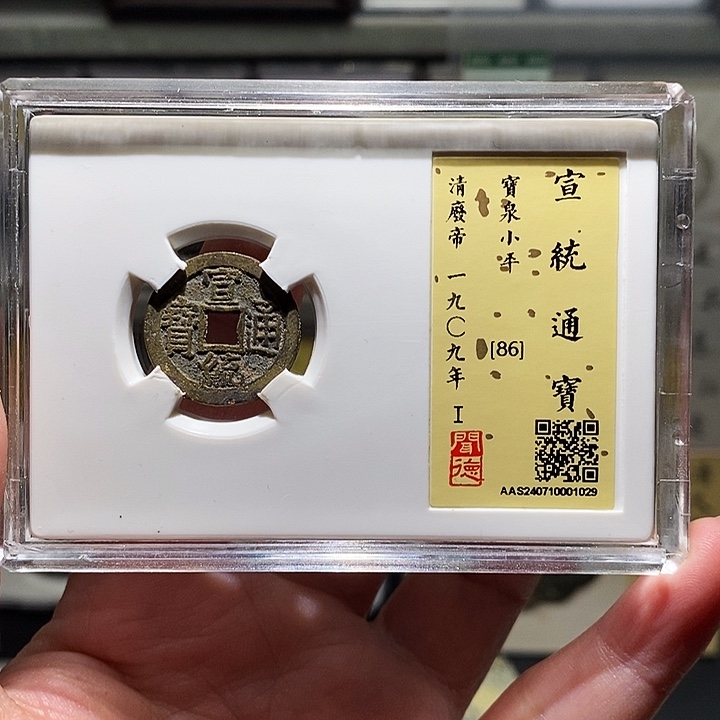 宣統通寶
宣統通寶
寶泉小平
[86]
清廢帝 一九〇九年 I
聞德
AAS240710001029